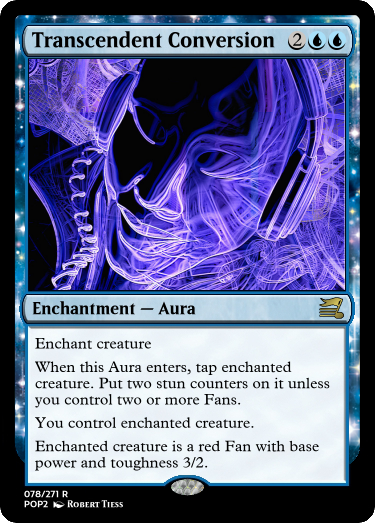 Transcendent Conversion 2
Enchantment — Aura
Enchant creature
When this Aura enters, tap enchanted
creature. Put two stun counters on it unless
you control two or more Fans.
You control enchanted creature.
Enchanted creature is a red Fan with base
power and toughness 3/2.
078/271 R
POP2 Robert Tiess